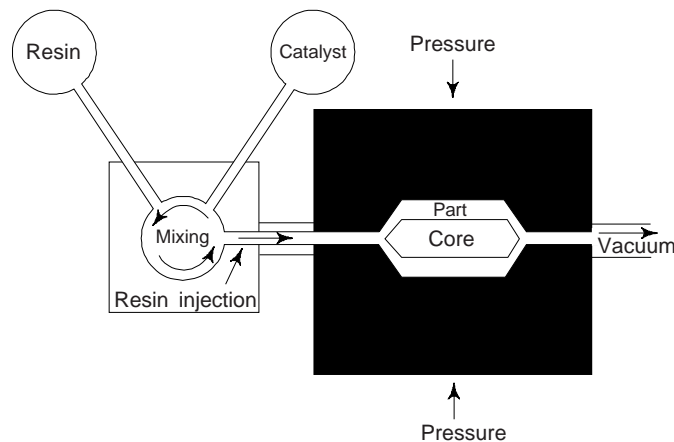 Resin
Catalyst
Pressure
Part
Mixing
Core
Vacuum
Resin injection
Pressure